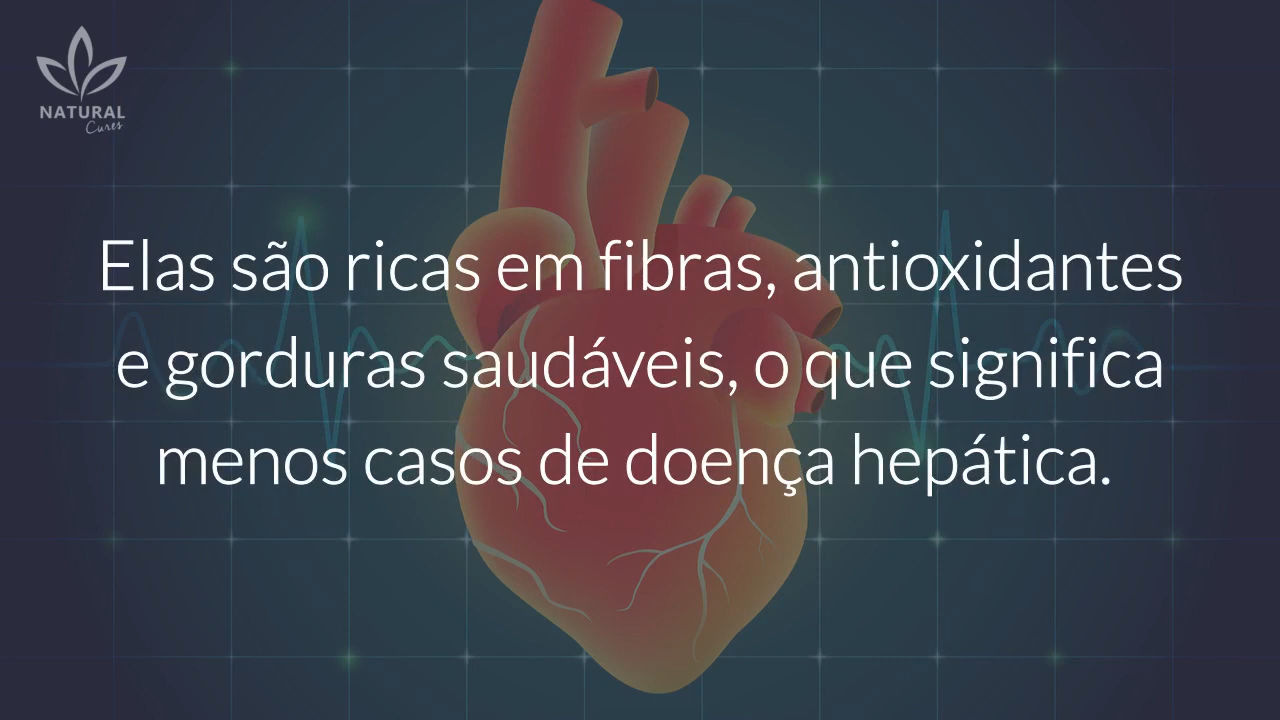 NATURAL
Cures
Elas são ricas em fibras, antioxidantes
e gorduras saudáveis, o que significa
menos casos de doença hepática.